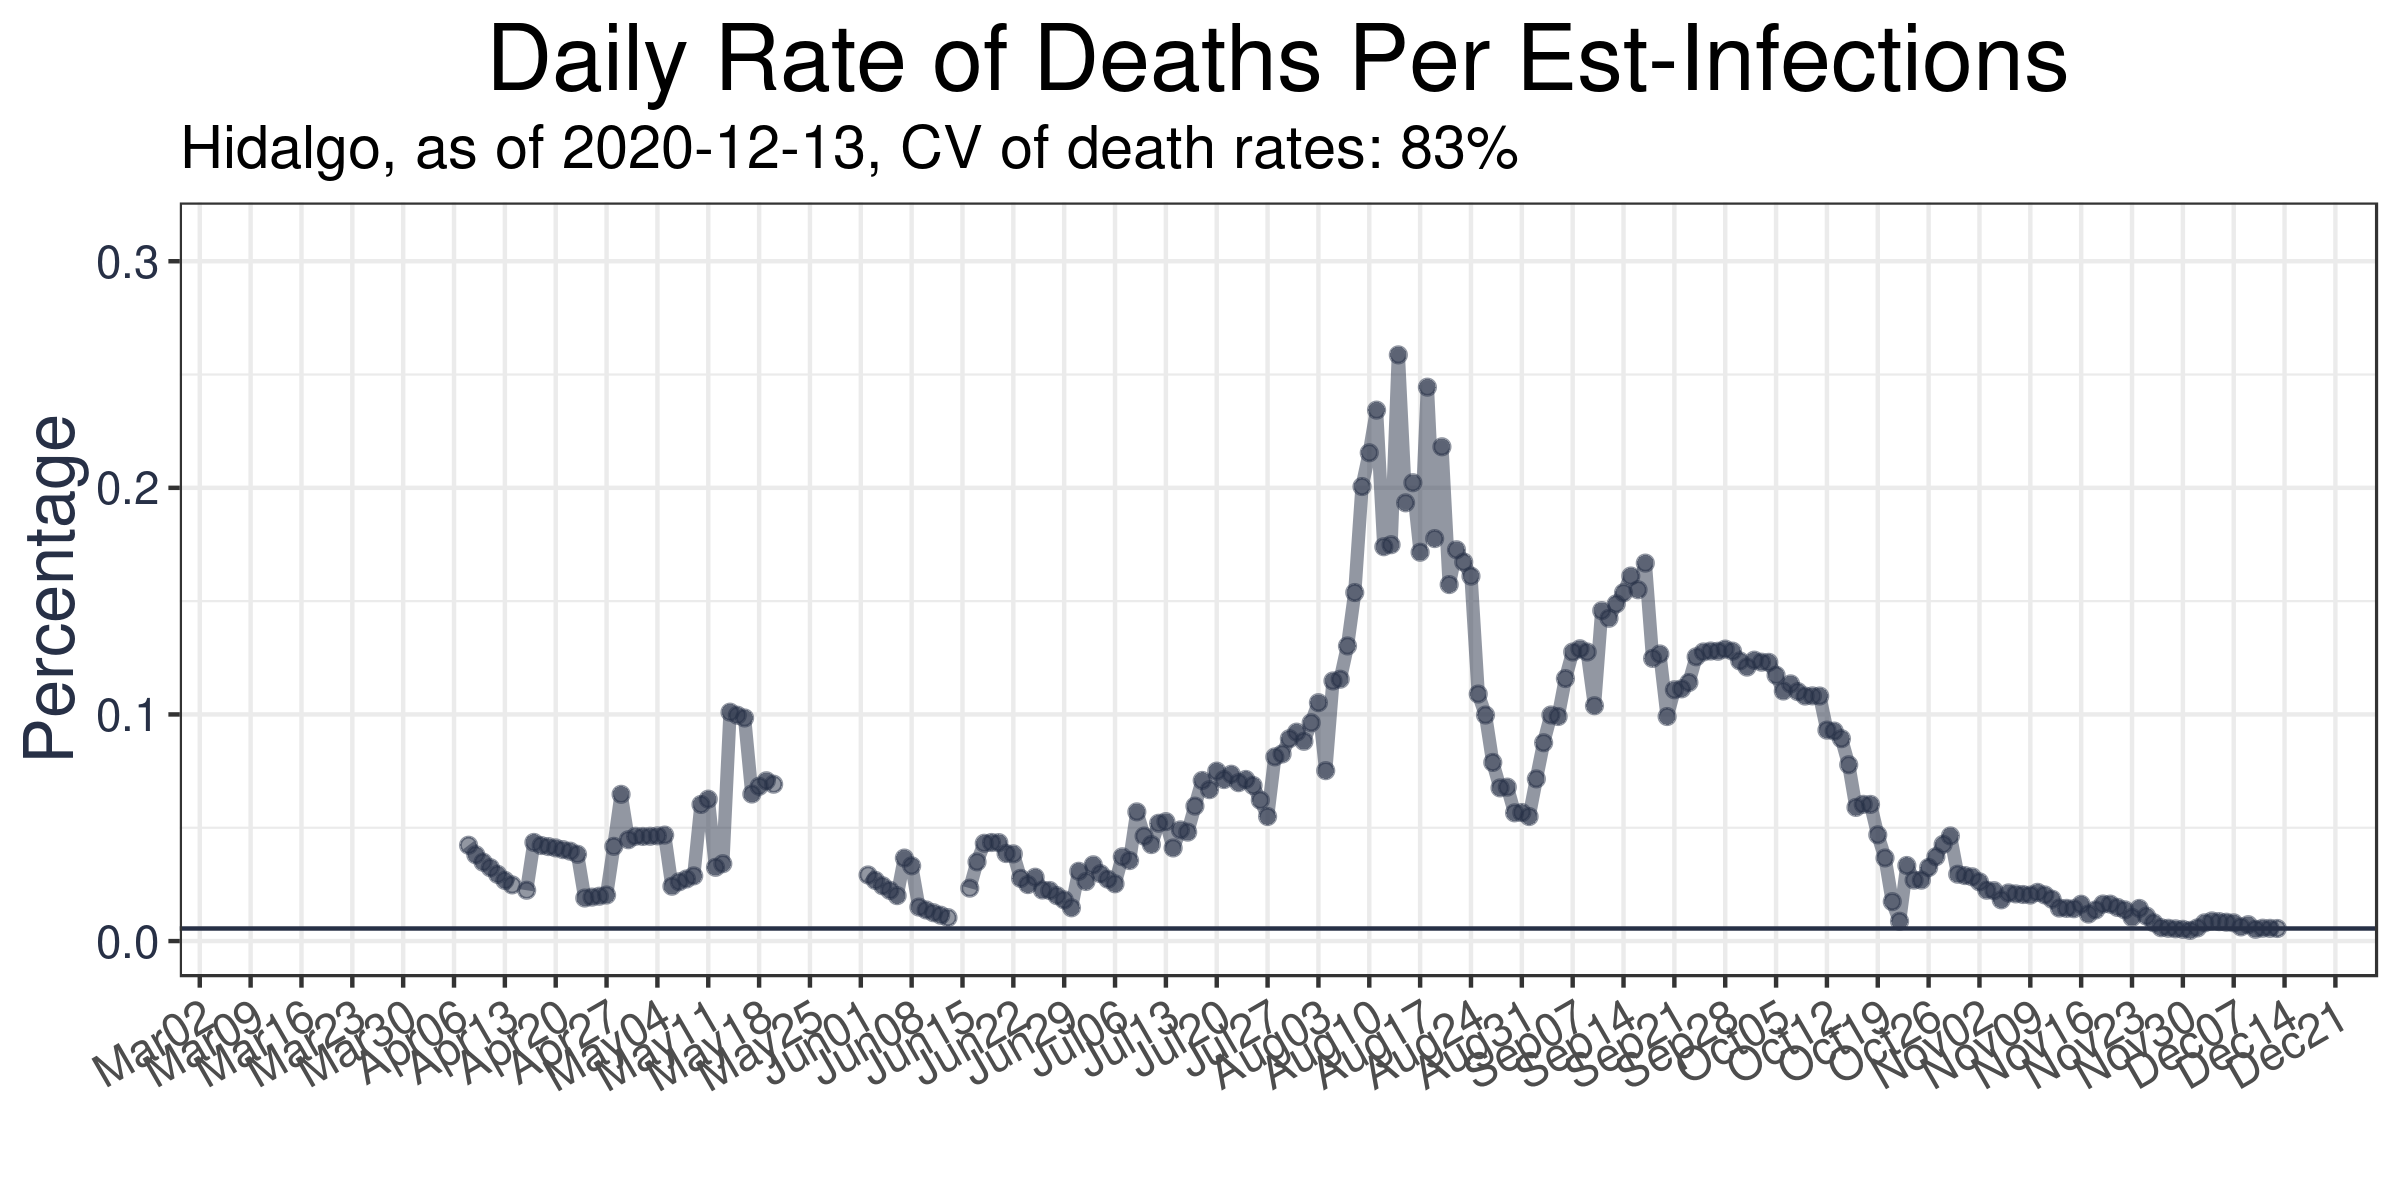 Daily Rate of Deaths Per Est-Infections
Hidalgo, as of 2020-12-13, CV of death rates: 83%
Percentage
0.3
0.2
0.1
0.0
Mar02
Mar09
Mar16
Mar23
Mar30
Apr06
Apr13
Apr20
Apr27
May04
May11
May18
May25
Jun01
Jun08
Jun15
Jun22
Jun29
Jul06
Jul13
Jul20
Jul27
Aug03
Aug10
Aug17
Aug24
Aug31
Sep07
Sep14
Sep21
Sep28
Oct05
Oct12
Oct19
Oct26
Nov02
Nov09
Nov16
Nov23
Nov30
Dec07
Dec14
Dec21